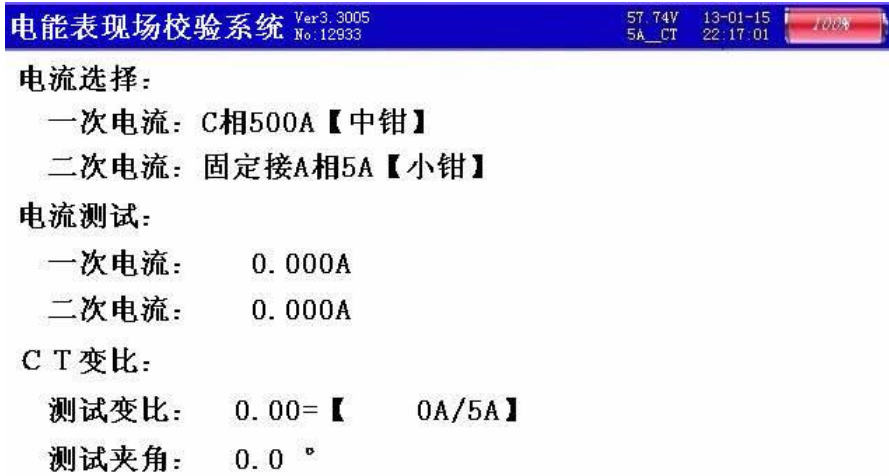 电能表现场校验系统 Ver3.3005 No:12933 57.74V 5A__CT 13-01-15 22:17:01 100%
电流选择：
一次电流：C相500A【中钳】
二次电流：固定接A相5A【小钳】
电流测试：
一次电流： 0.000A
二次电流： 0.000A
CT变比：
测试变比： 0.00=【 0A/5A】
测试夹角： 0.0 °